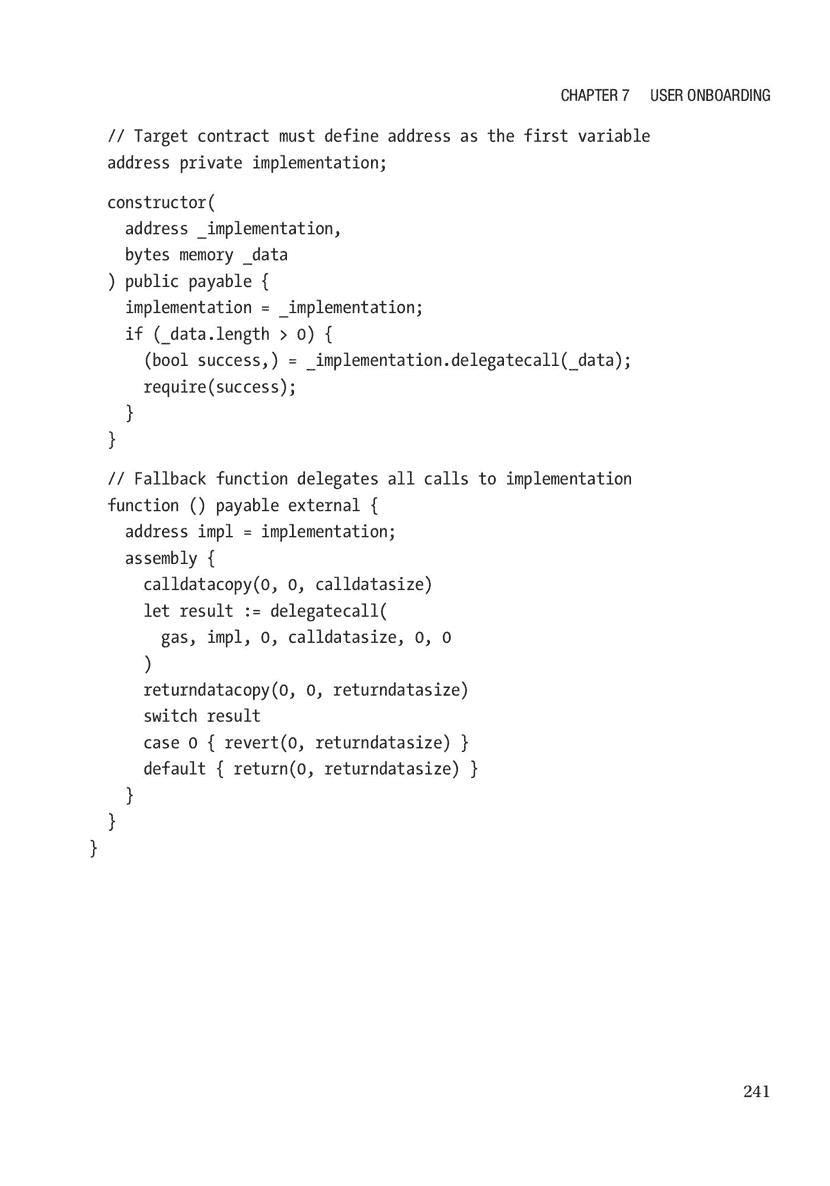 CHAPTER 7 USER ONBOARDING
// Target contract must define address as the first variable
address private implementation;
constructor(
address _implementation,
bytes memory _data
) public payable {
implementation = _implementation;
if (_data.length > 0) {
(bool success,) = _implementation.delegatecall(_data);
require(success);
}
}
// Fallback function delegates all calls to implementation
function () payable external {
address impl = implementation;
assembly {
calldatacopy(0, 0, calldatasize)
let result := delegatecall(
gas, impl, 0, calldatasize, 0, 0
)
returndatacopy(0, 0, returndatasize)
switch result
case 0 { revert(0, returndatasize) }
default { return(0, returndatasize) }
}
}
}
241